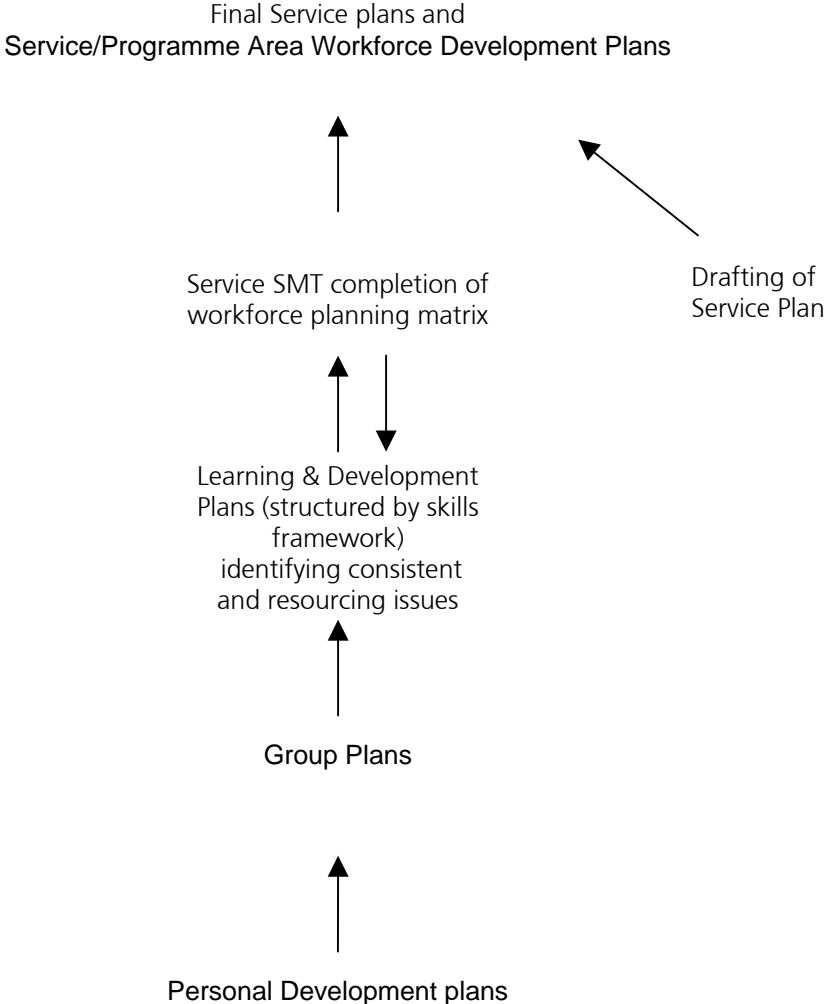 Final Service plans and
Service/Programme Area Workforce Development Plans
Service SMT completion of
workforce planning matrix
Drafting of
Service Plan
Learning & Development
Plans (structured by skills
framework)
identifying consistent
and resourcing issues
Group Plans
Personal Development plans